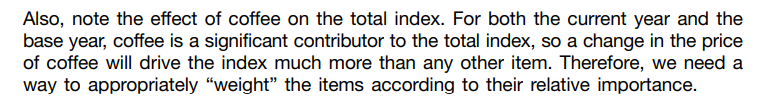 Also, note the effect of coffee on the total index. For both the current year and the
base year, coffee is a significant contributor to the total index, so a change in the price
of coffee will drive the index much more than any other item. Therefore, we need a
way to appropriately “weight” the items according to their relative importance.